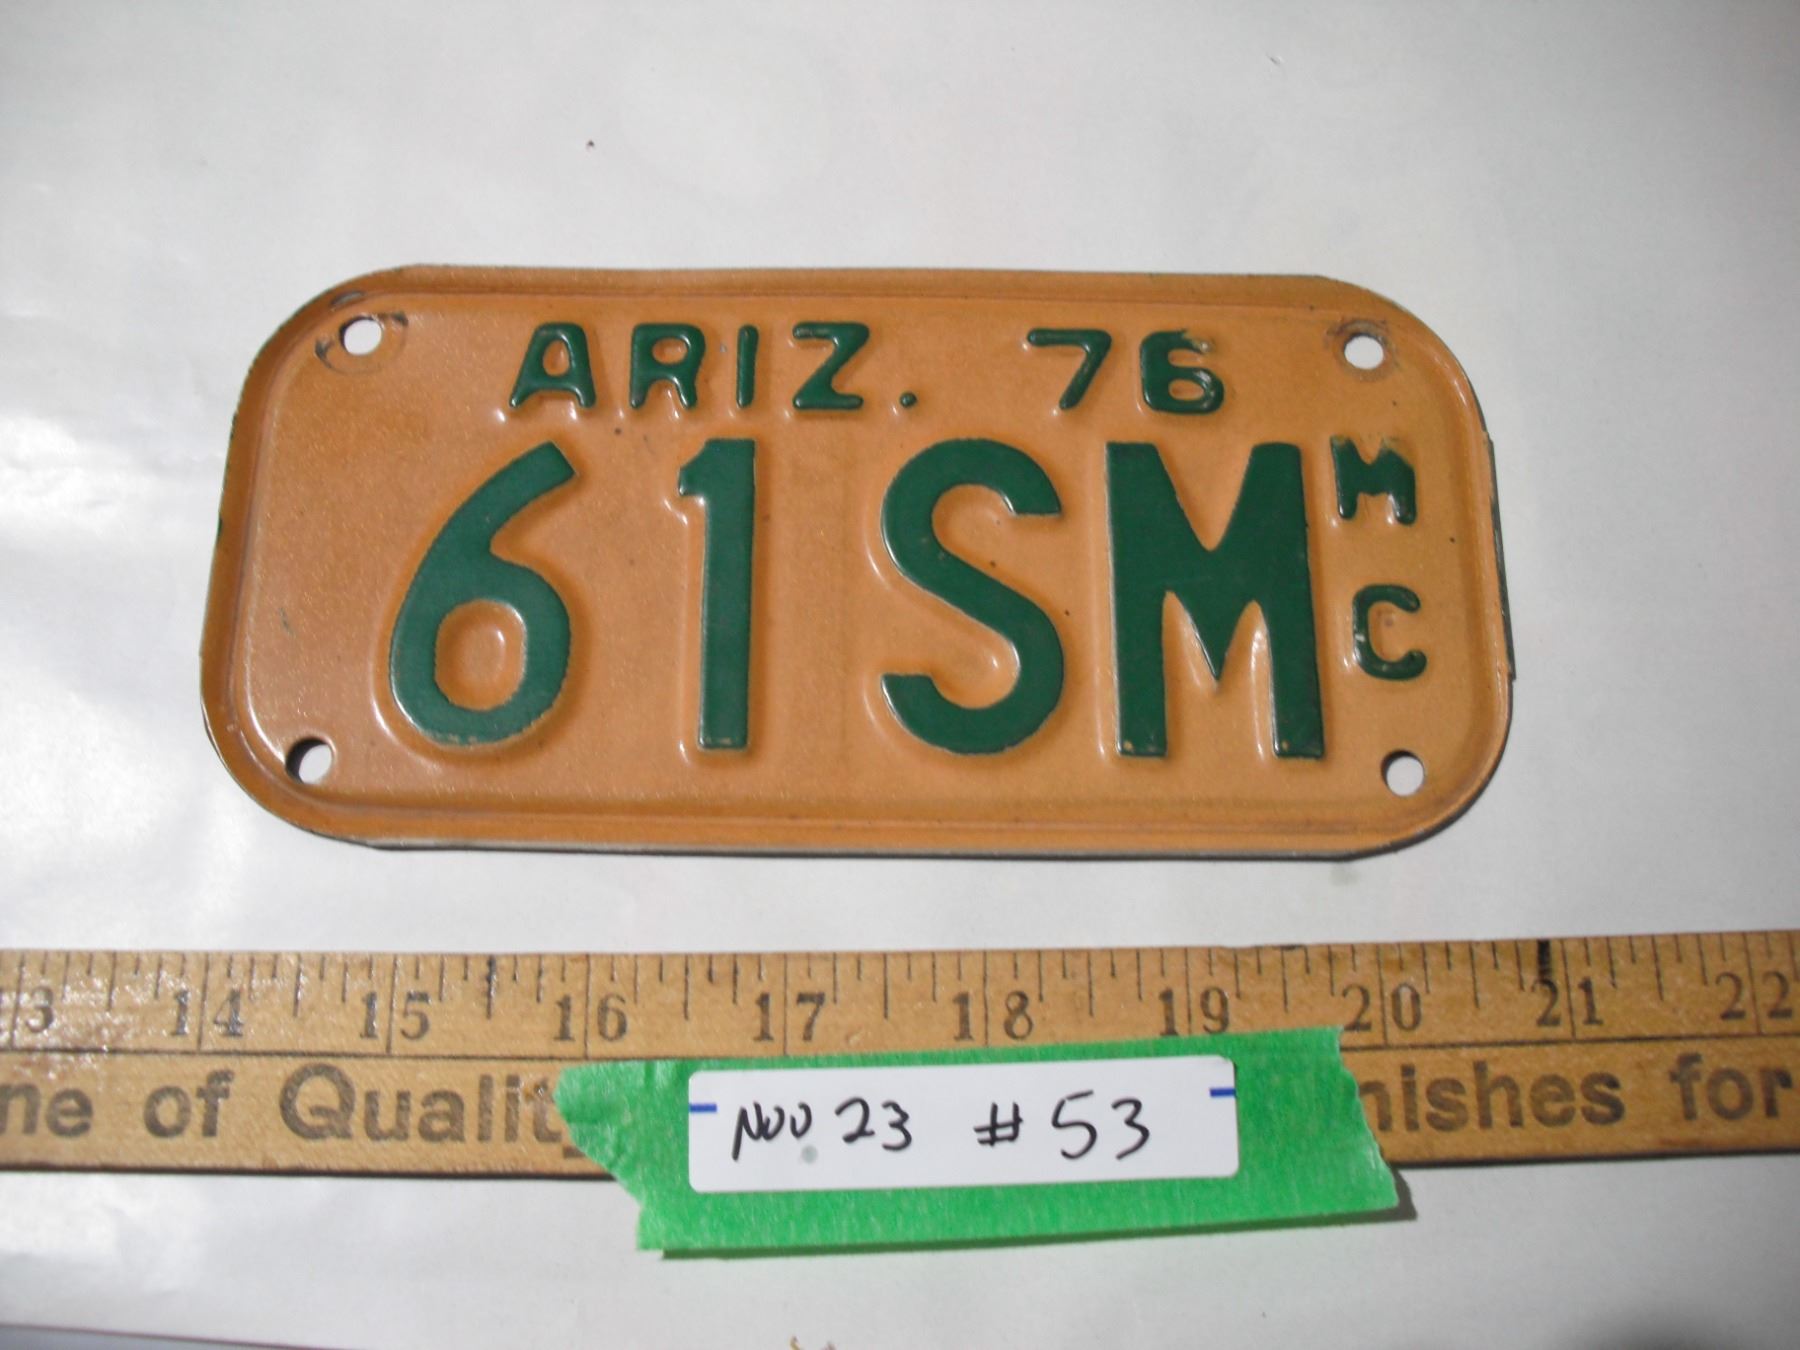 ARIZ. 76
61SM MC
13 14 15 16 17 18 19 20 21 22
ne of Qualit nishes for
NOV 23 #53